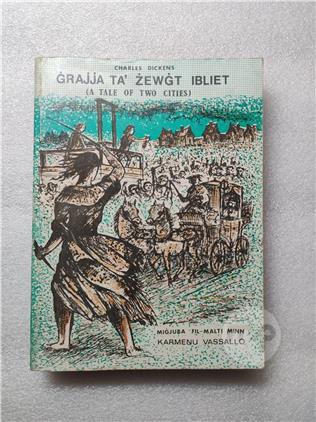 CHARLES DICKENS
ĠRAJJA TA' ŻEWĠT IBLIET
(A TALE OF TWO CITIES)
MIĠJUBA FIL-MALTI MINN
KARMENU VASSALLO